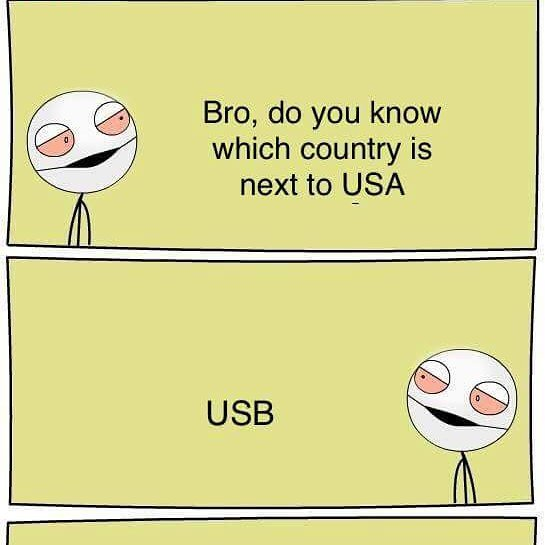 Bro, do you know
which country is
next to USA
USB